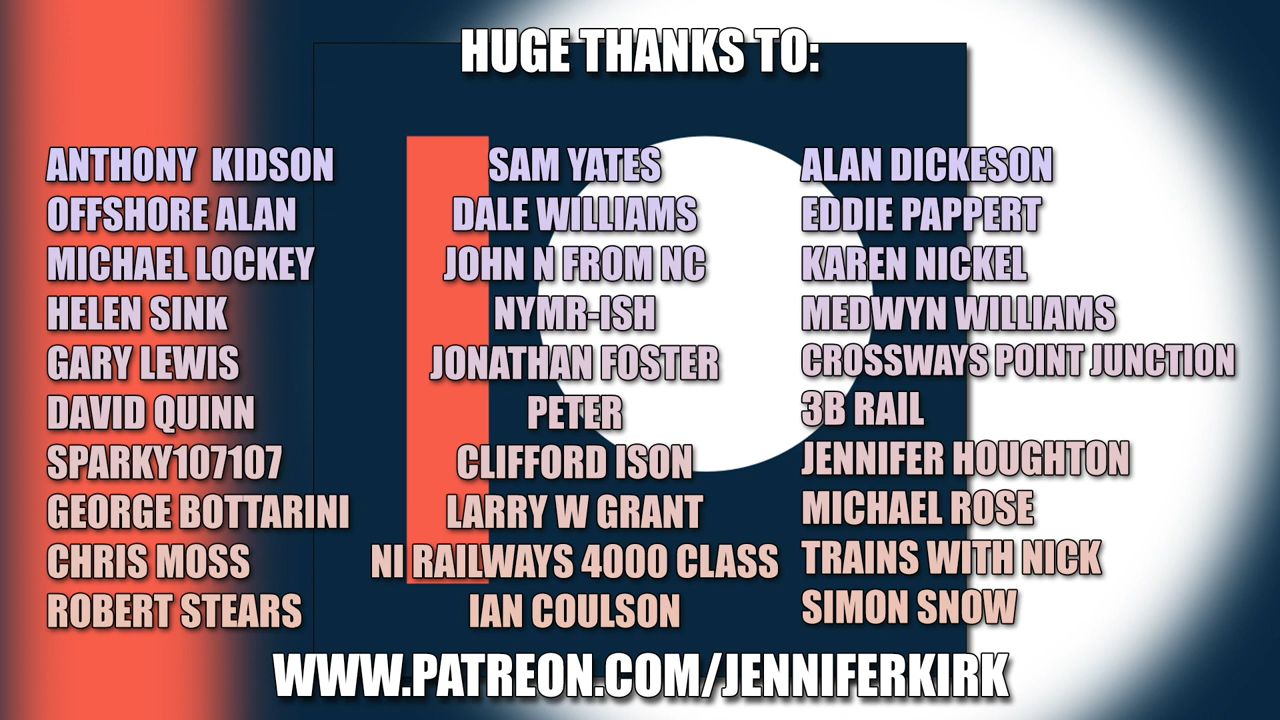 HUGE THANKS TO:
ANTHONY KIDSON
OFFSHORE ALAN
MICHAEL LOCKEY
HELEN SINK
GARY LEWIS
DAVID QUINN
SPARKY107107
GEORGE BOTTARINI
CHRIS MOSS
ROBERT STEARS
SAM YATES
DALE WILLIAMS
JOHN N FROM NC
NYMR-ISH
JONATHAN FOSTER
PETER
CLIFFORD ISON
LARRY W GRANT
NI RAILWAYS 4000 CLASS
IAN COULSON
ALAN DICKESON
EDDIE PAPPERT
KAREN NICKEL
MEDWYN WILLIAMS
CROSSWAYS POINT JUNCTION
3B RAIL
JENNIFER HOUGHTON
MICHAEL ROSE
TRAINS WITH NICK
SIMON SNOW
WWW.PATREON.COM/JENNIFERKIRK